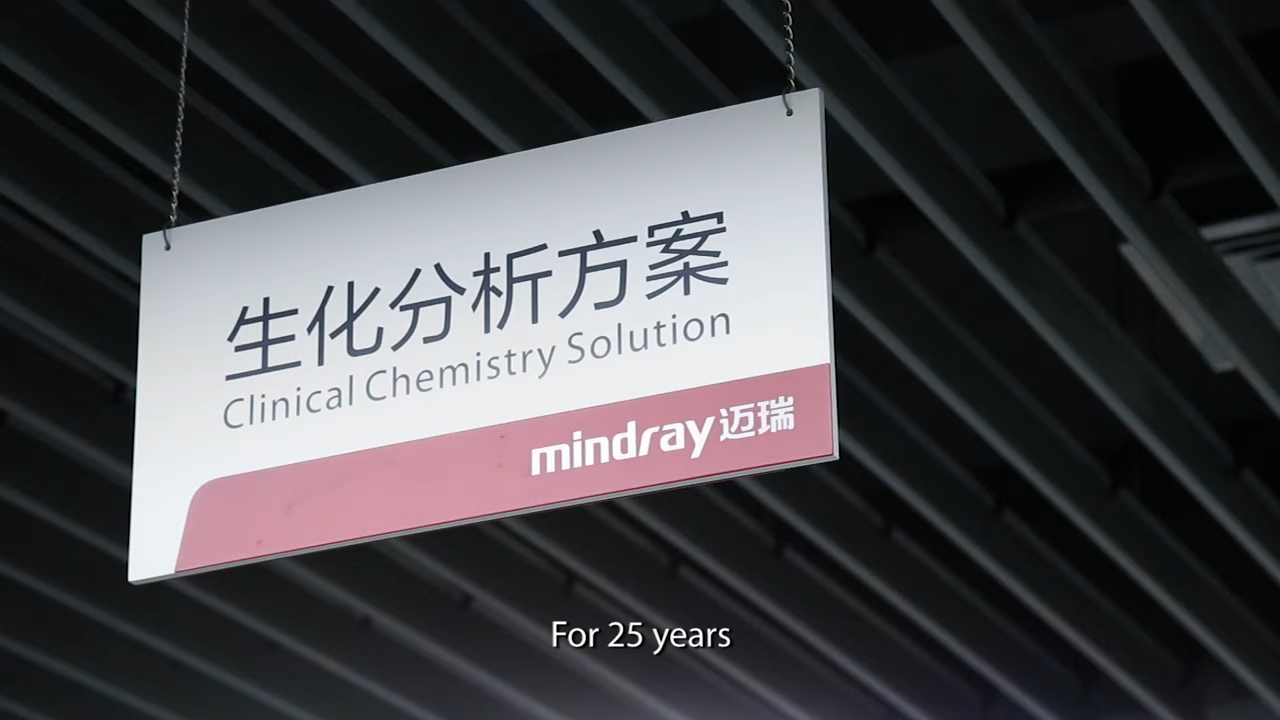 生化分析方案
Clinical Chemistry Solution
mindray 迈瑞
For 25 years